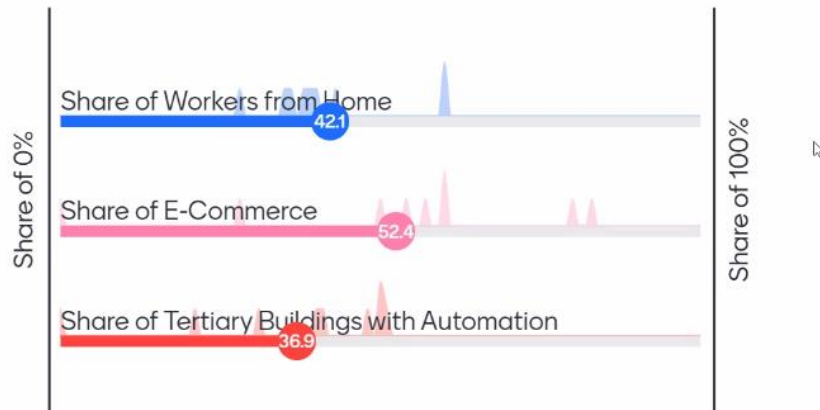 Share of 0%
Share of Workers from Home
42.1
Share of E-Commerce
52.4
Share of Tertiary Buildings with Automation
36.9
Share of 100%